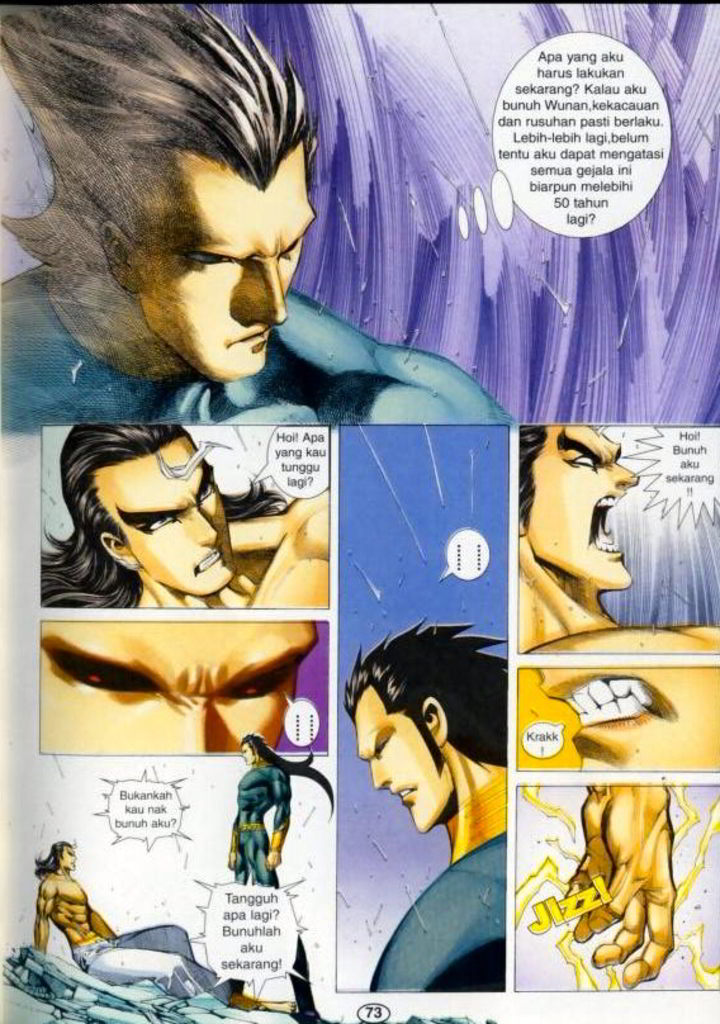 Apa yang aku
harus lakukan
sekarang? Kalau aku
bunuh Wunan,kekacauan
dan rusuhan pasti berlaku.
Lebih-lebih lagi,belum
tentu aku dapat mengatasi
semua gejala ini
biarpun melebihi
50 tahun
lagi?
Hoi! Apa
yang kau
tunggu
lagi?
Hoi!
Bunuh
aku
sekarang
!!
Krakk
!
Bukankah
kau nak
bunuh aku?
Tangguh
apa lagi?
Bunuhlah
aku
sekarang!
JIzzI
73